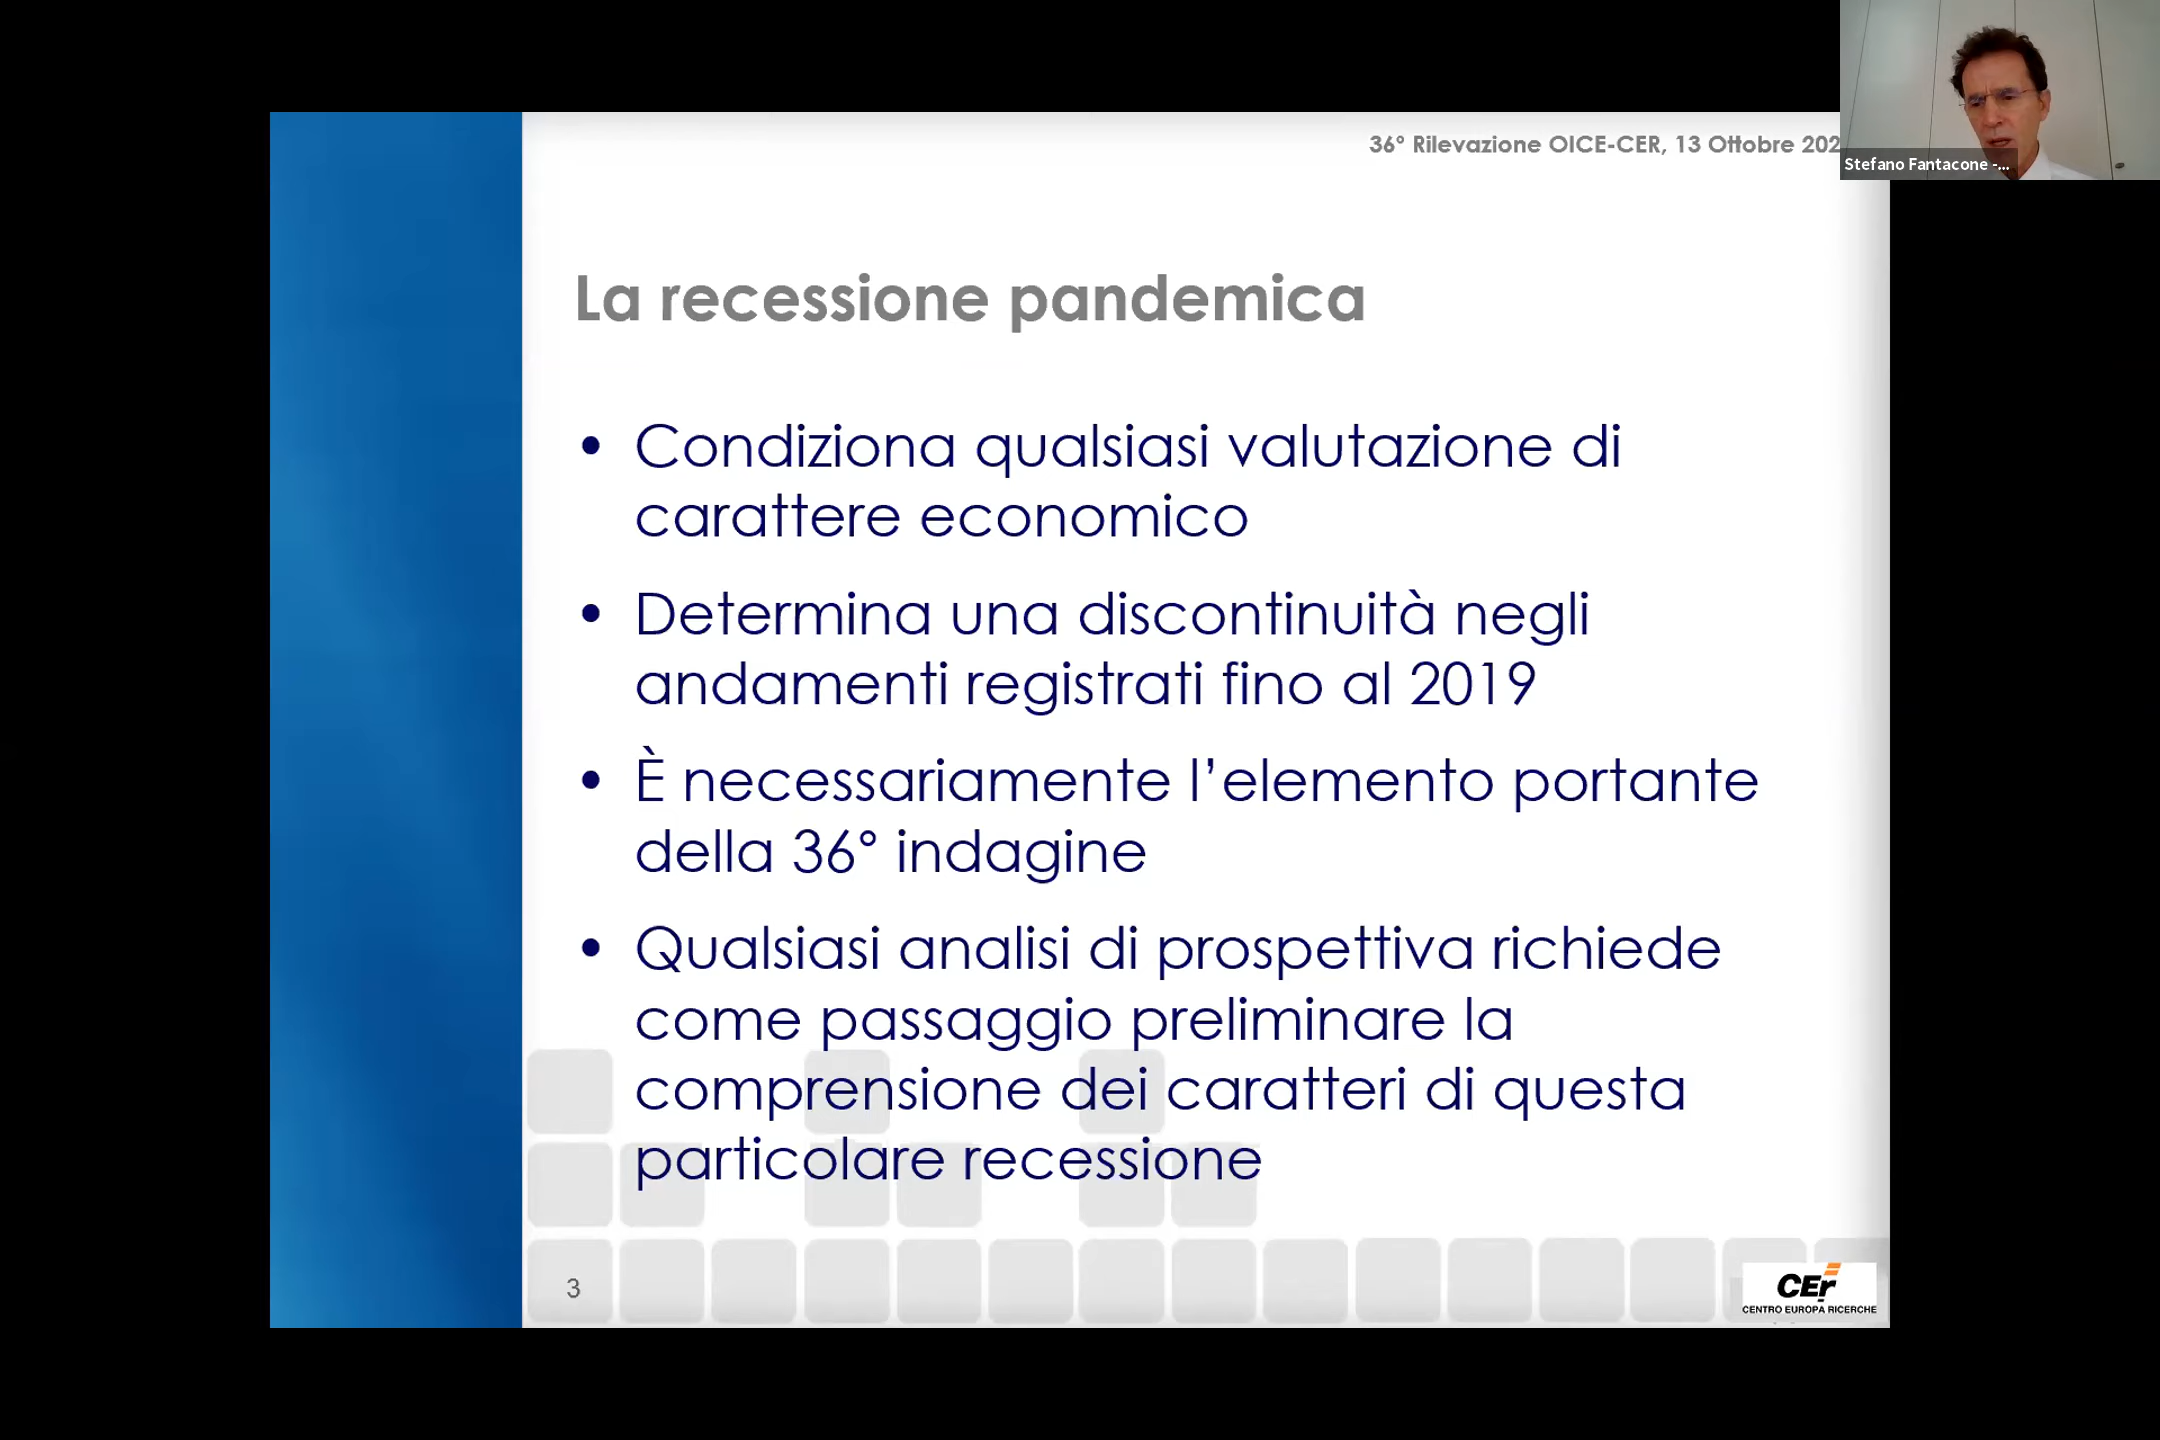 36° Rilevazione OICE-CER, 13 Ottobre 202
Stefano Fantacone -...
La recessione pandemica
• Condiziona qualsiasi valutazione di
carattere economico
• Determina una discontinuità negli
andamenti registrati fino al 2019
• È necessariamente l’elemento portante
della 36° indagine
• Qualsiasi analisi di prospettiva richiede
come passaggio preliminare la
comprensione dei caratteri di questa
particolare recessione
3
CEr
CENTRO EUROPA RICERCHE